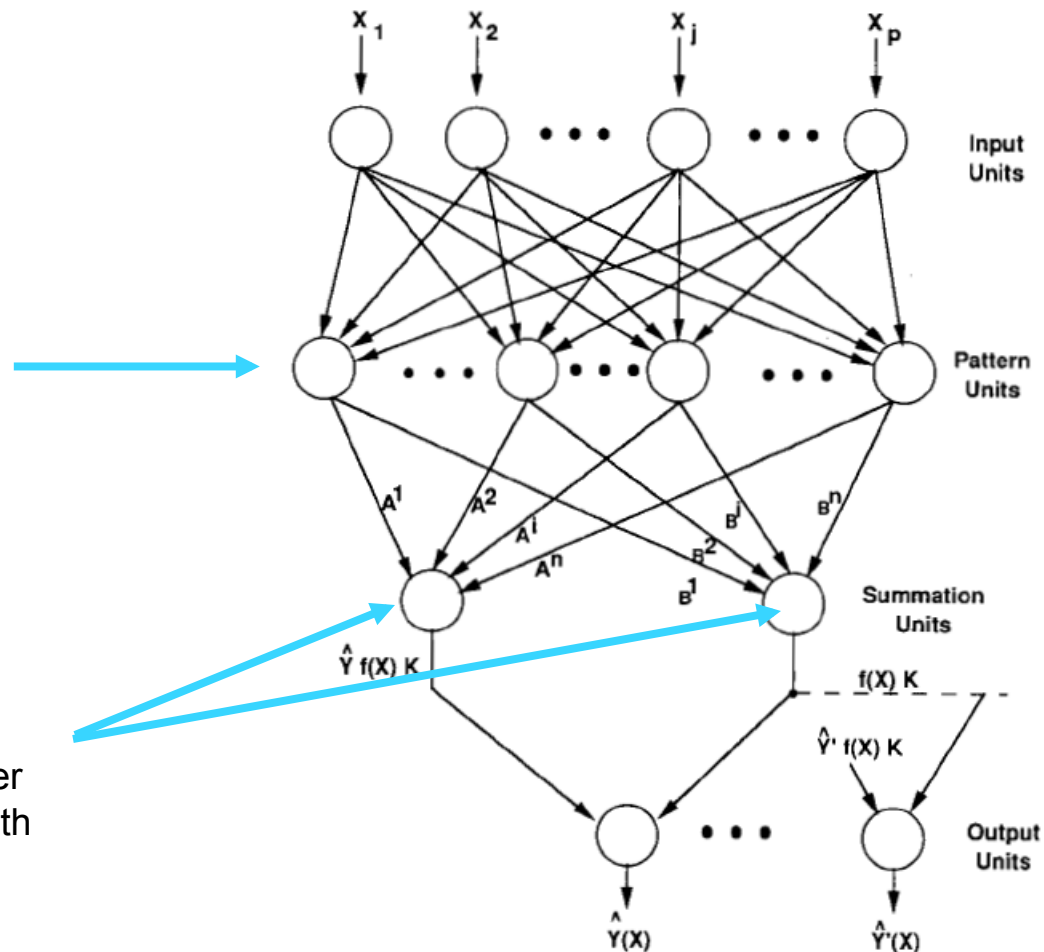 X 1 X 2 X j X p
Input
Units
Pattern
Units
A1 A2 Ai An B1 B2 Bi Bn
Summation
Units
Ŷ f(X) K
f(X) K
Ŷ' f(X) K
er
th
Output
Units
Ŷ(X) Ŷ'(X)